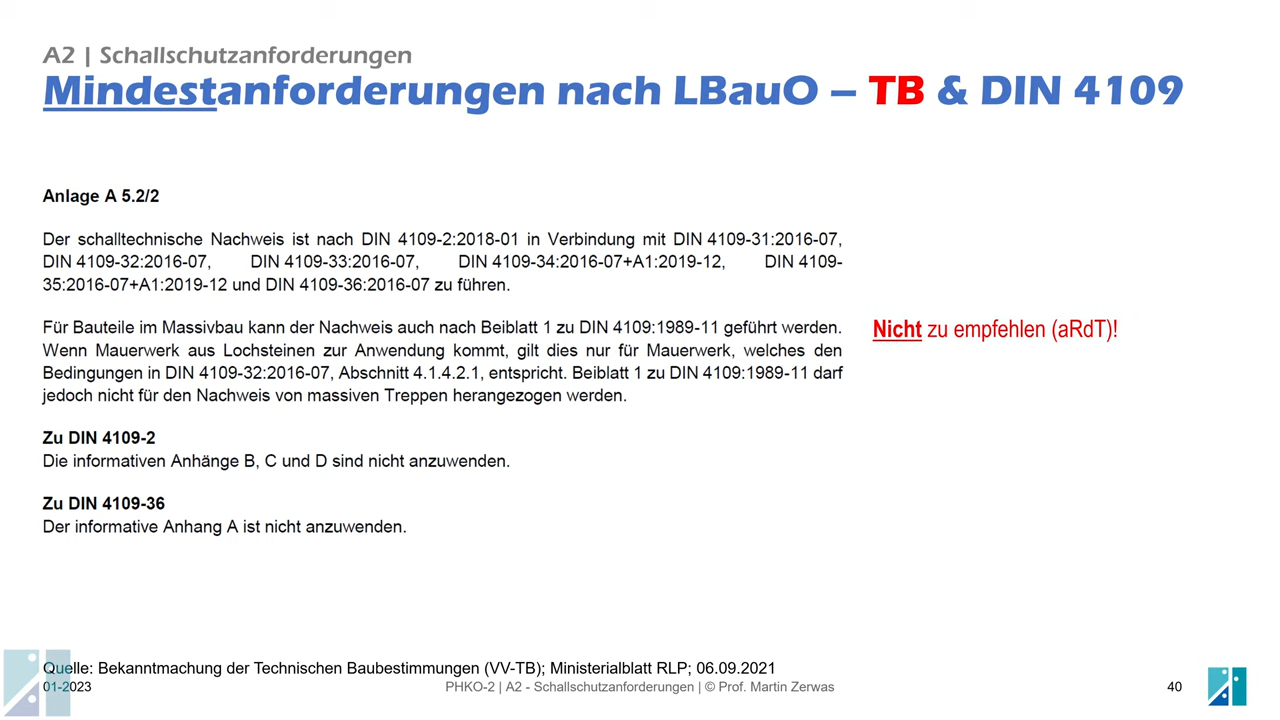 A2 | Schallschutzanforderungen
Mindestanforderungen nach LBauO – TB & DIN 4109
Anlage A 5.2/2
Der schalltechnische Nachweis ist nach DIN 4109-2:2018-01 in Verbindung mit DIN 4109-31:2016-07,
DIN 4109-32:2016-07, DIN 4109-33:2016-07, DIN 4109-34:2016-07+A1:2019-12, DIN 4109-
35:2016-07+A1:2019-12 und DIN 4109-36:2016-07 zu führen.
Für Bauteile im Massivbau kann der Nachweis auch nach Beiblatt 1 zu DIN 4109:1989-11 geführt werden.
Wenn Mauerwerk aus Lochsteinen zur Anwendung kommt, gilt dies nur für Mauerwerk, welches den
Bedingungen in DIN 4109-32:2016-07, Abschnitt 4.1.4.2.1, entspricht. Beiblatt 1 zu DIN 4109:1989-11 darf
jedoch nicht für den Nachweis von massiven Treppen herangezogen werden.
Nicht zu empfehlen (aRdT)!
Zu DIN 4109-2
Die informativen Anhänge B, C und D sind nicht anzuwenden.
Zu DIN 4109-36
Der informative Anhang A ist nicht anzuwenden.
Quelle: Bekanntmachung der Technischen Baubestimmungen (VV-TB); Ministerialblatt RLP; 06.09.2021
01-2023
PHKO-2 | A2 - Schallschutzanforderungen | © Prof. Martin Zerwas
40